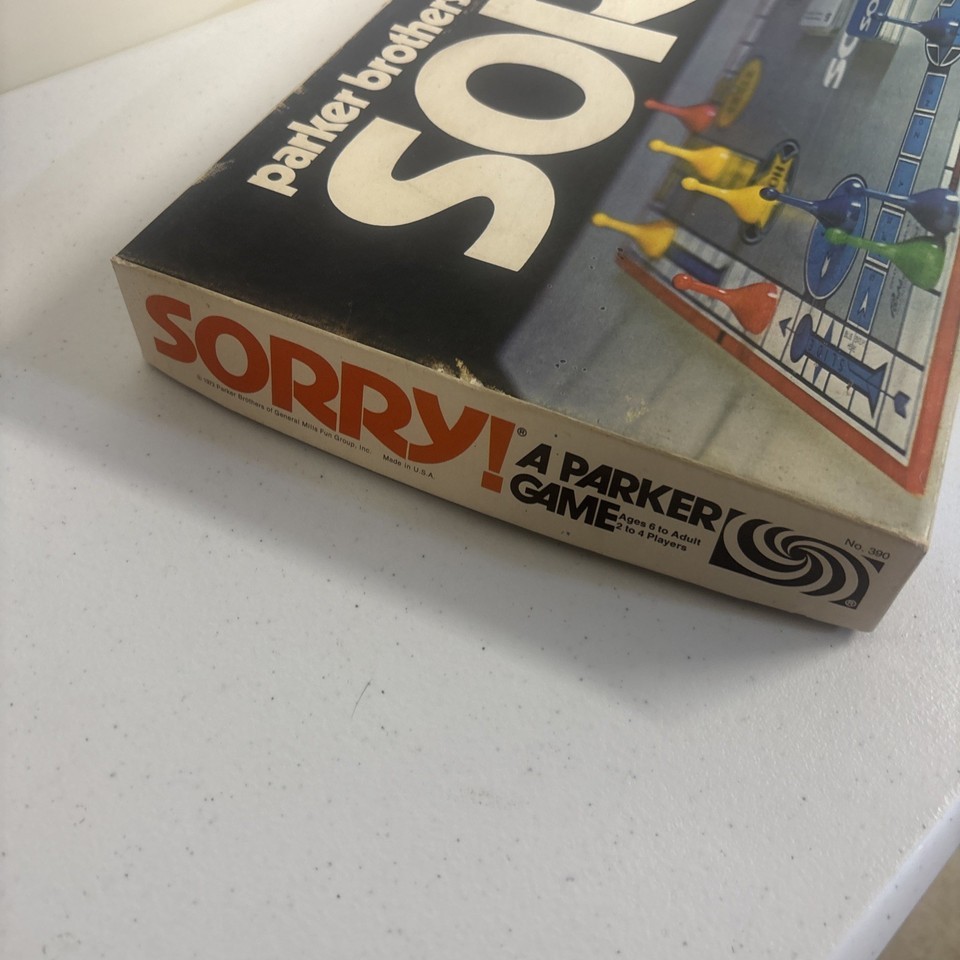 parker brothers
SOR
SORRY!®
© 1973 Parker Brothers of General Mills Fun Group, Inc. Made in U.S.A.
A PARKER
GAME
Ages 6 to Adult
2 to 4 Players
No. 390